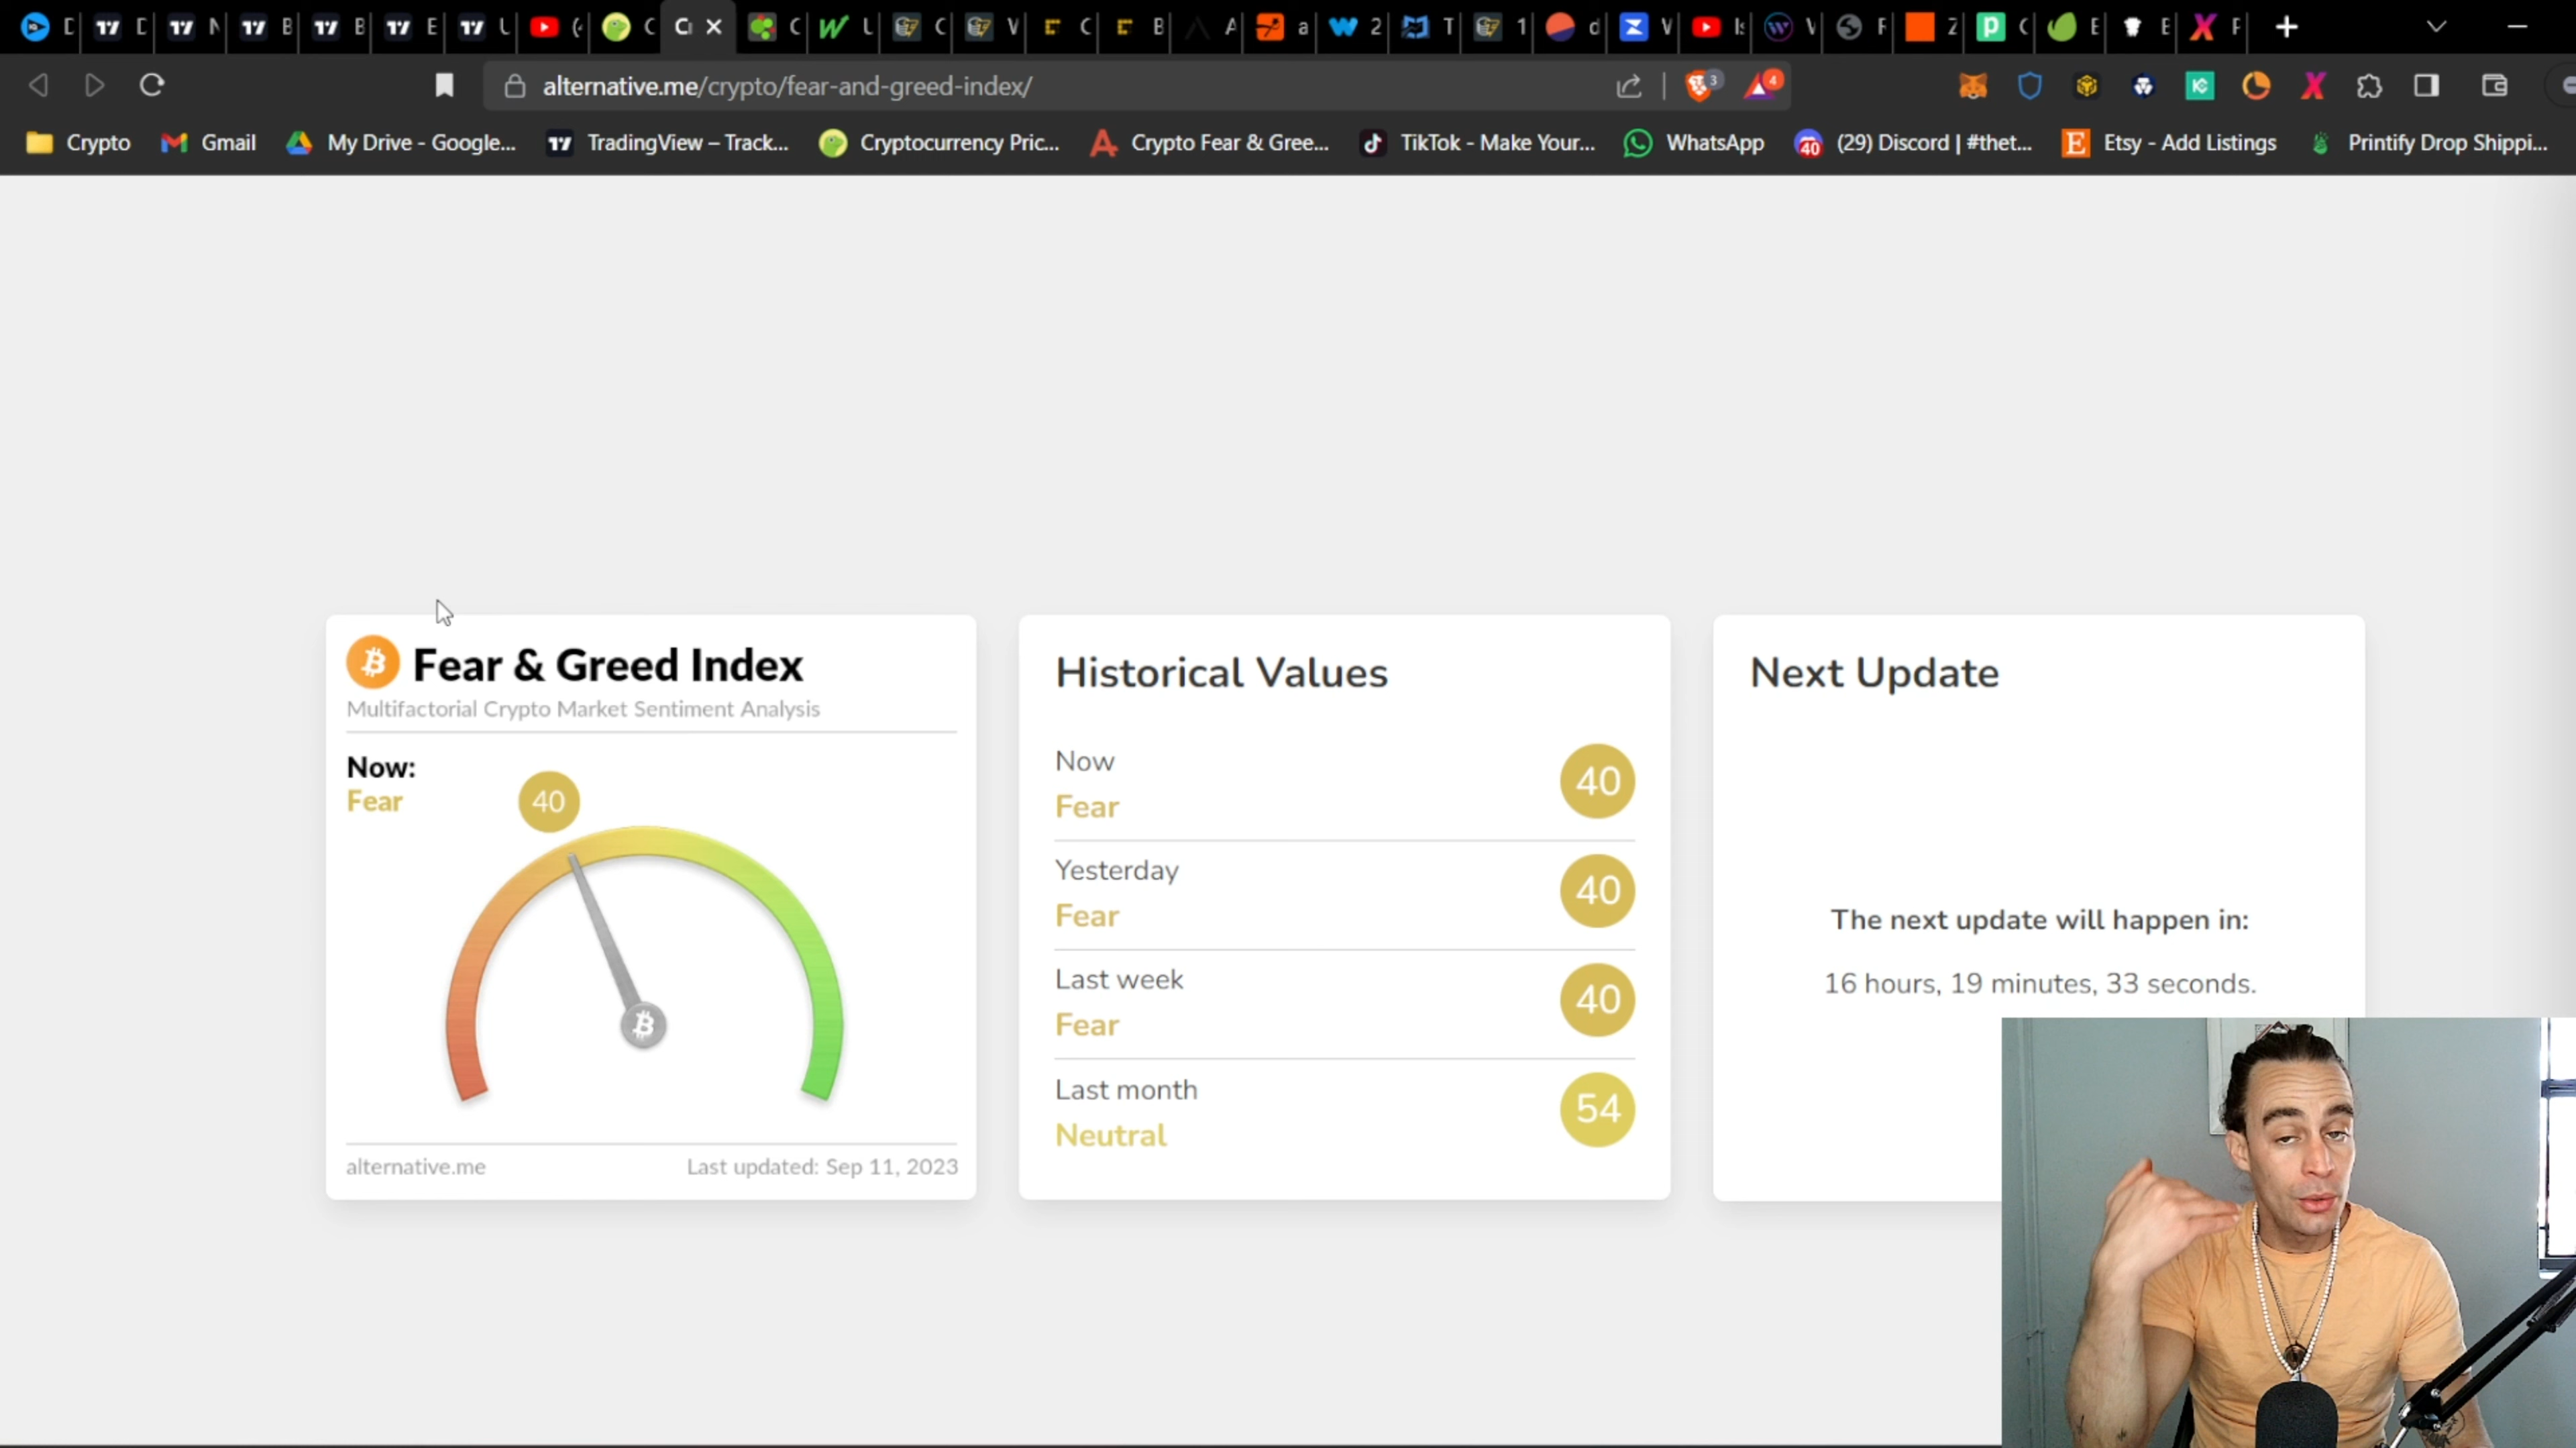 alternative.me/crypto/fear-and-greed-index/
3
4
Crypto
Gmail
My Drive - Google...
TradingView – Track...
Cryptocurrency Pric...
Crypto Fear & Gree...
TikTok - Make Your...
WhatsApp
40
(29) Discord | #thet...
Etsy - Add Listings
Printify Drop Shippi...
Fear & Greed Index
Multifactorial Crypto Market Sentiment Analysis
Now:
Fear
40
alternative.me
Last updated: Sep 11, 2023
Historical Values
Now
Fear
40
Yesterday
Fear
40
Last week
Fear
40
Last month
Neutral
54
Next Update
The next update will happen in:
16 hours, 19 minutes, 33 seconds.